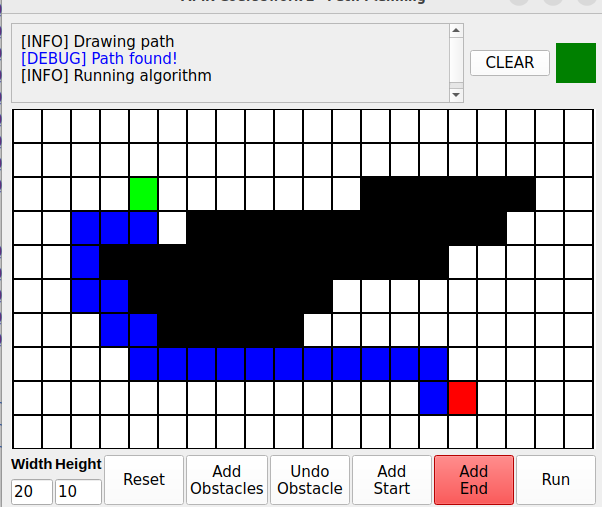 [INFO] Drawing path
[DEBUG] Path found!
[INFO] Running algorithm
CLEAR
Width Height
20 10
Reset
Add
Obstacles
Undo
Obstacle
Add
Start
Add
End
Run